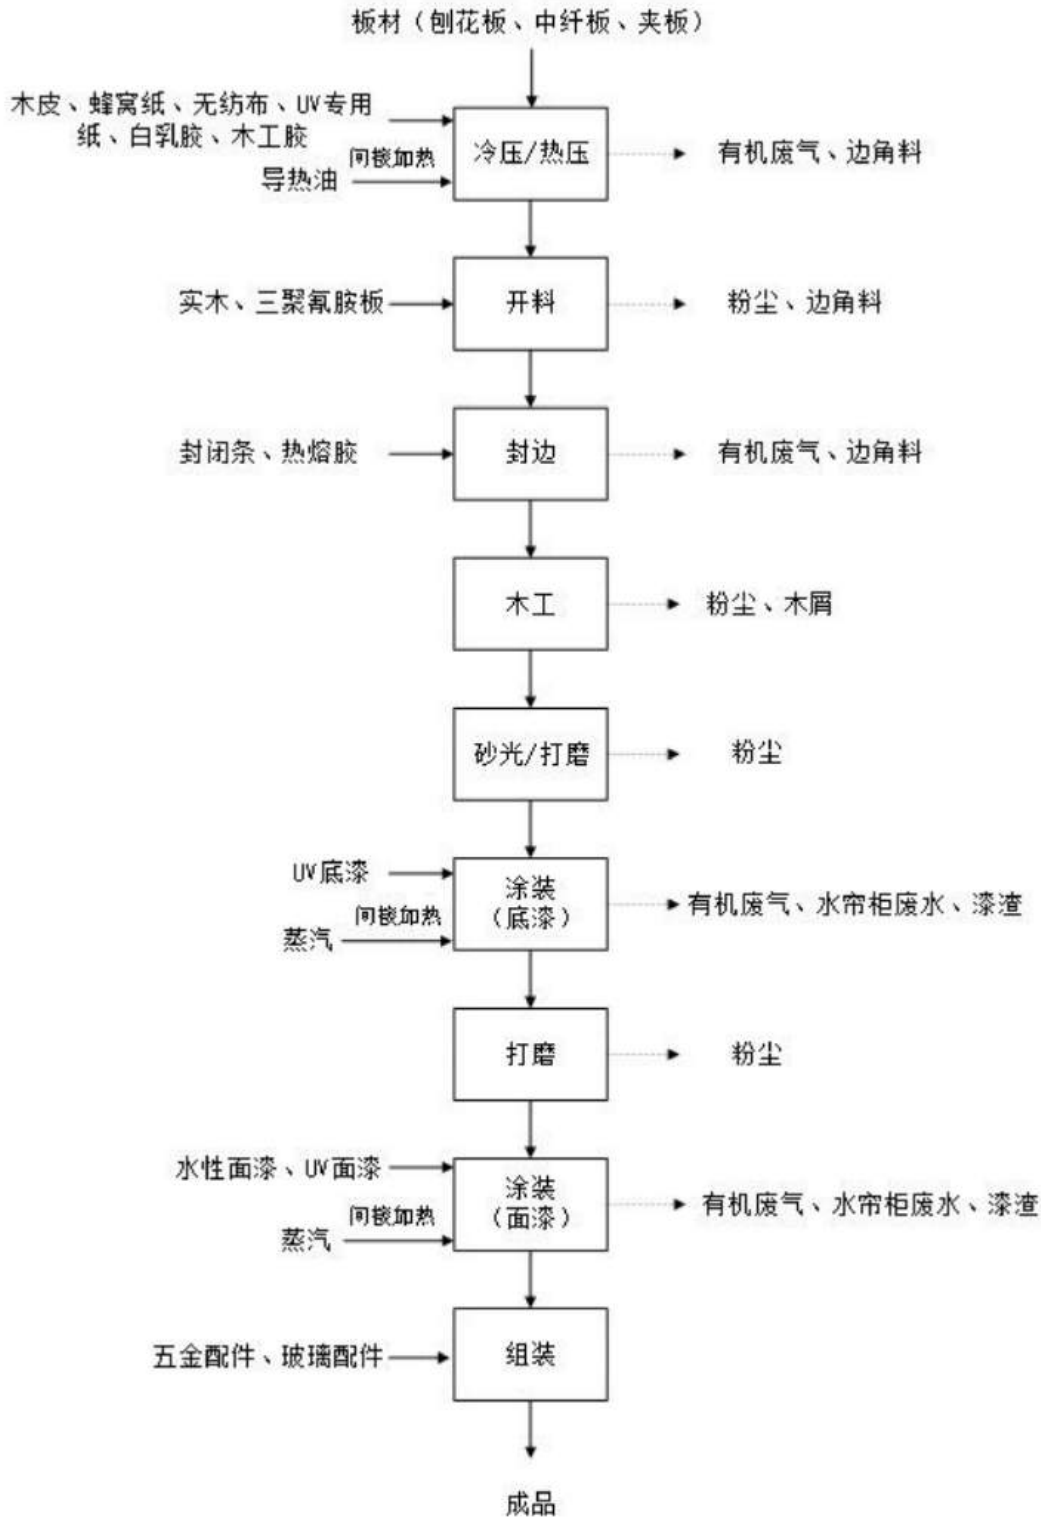 板材（刨花板、中纤板、夹板）
木皮、蜂窝纸、无纺布、UV专用
纸、白乳胶、木工胶
间接加热
导热油
冷压/热压
有机废气、边角料
实木、三聚氰胺板
开料
粉尘、边角料
封闭条、热熔胶
封边
有机废气、边角料
木工
粉尘、木屑
砂光/打磨
粉尘
UV底漆
间接加热
蒸汽
涂装
（底漆）
有机废气、水帘柜废水、漆渣
打磨
粉尘
水性面漆、UV面漆
间接加热
蒸汽
涂装
（面漆）
有机废气、水帘柜废水、漆渣
五金配件、玻璃配件
组装
成品